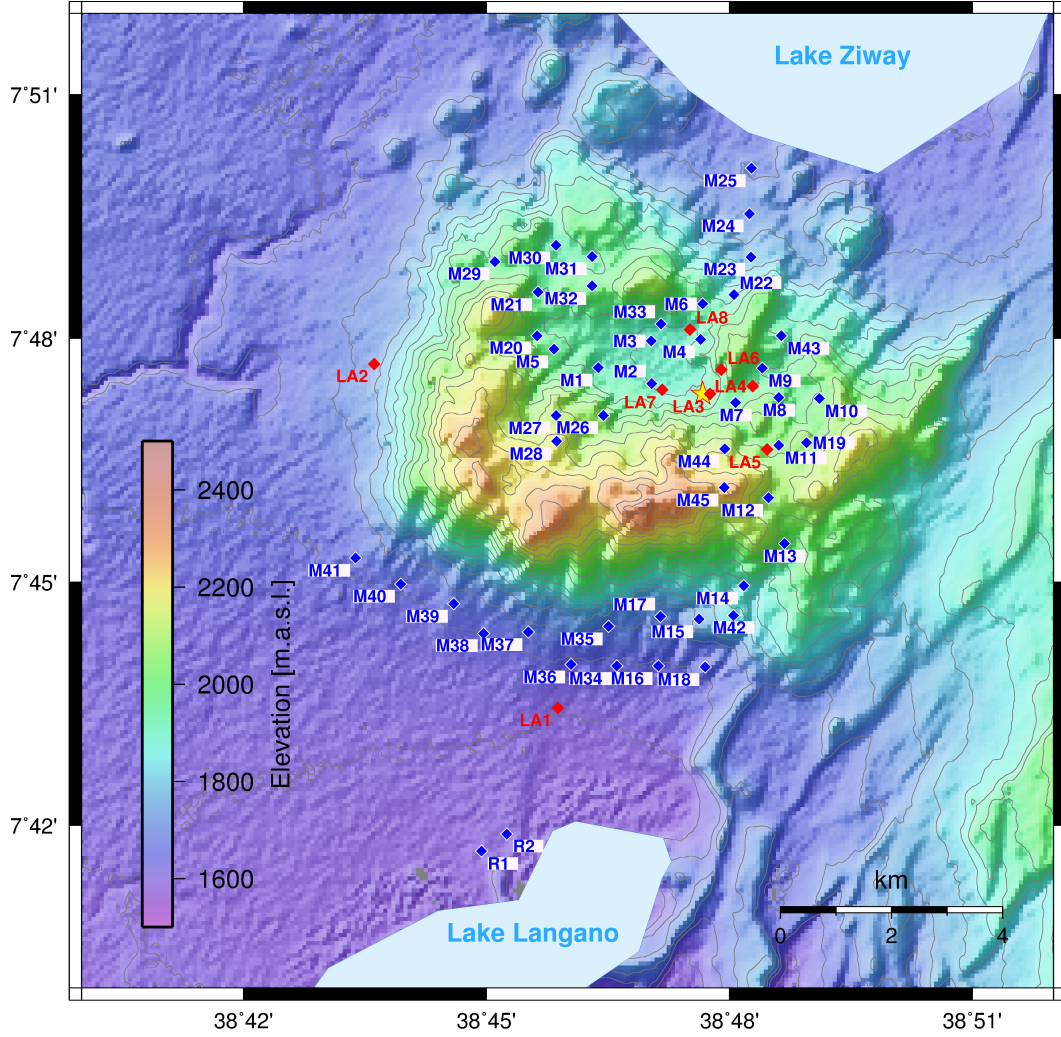 Lake Ziway
7°51'
M25
M24
M30
M23
M29
M31
M22
M21
M32
M6
M33
LA8
7°48'
M20
M3
M4
M43
M5
LA6
LA2
M1
M2
M9
LA4
LA7
LA3
M7
M8
M10
M27
M26
M19
M28
M44
LA5
M11
2400
M45
M12
M13
7°45'
M41
2200
M40
M14
M17
M39
M15
M42
M38
M37
M35
M36
M34
M16
M18
2000
LA1
Elevation [m.a.s.l.]
1800
7°42'
R2
R1
1600
km
Lake Langano
0
2
4
38°42'
38°45'
38°48'
38°51'